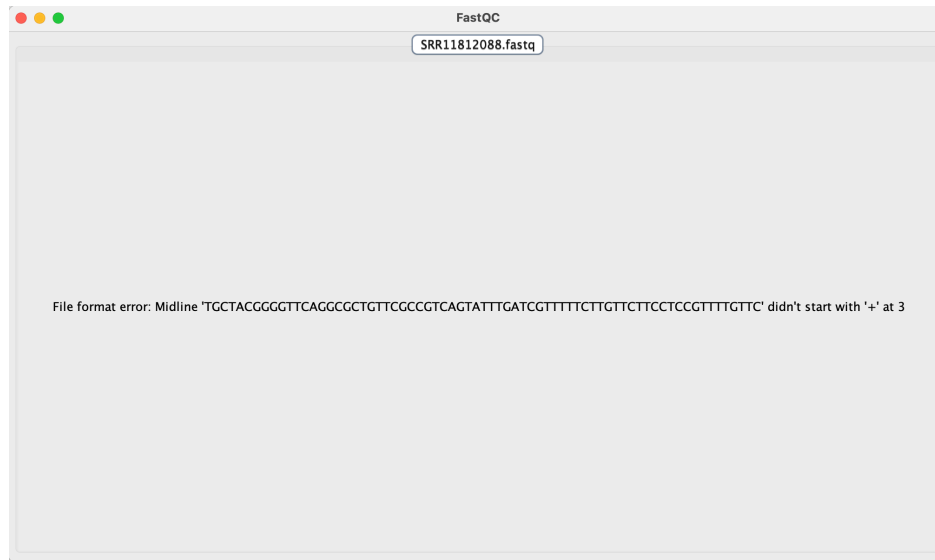 FastQC
SRR11812088.fastq
File format error: Midline 'TGCTACGGGGTTCAGGCGCTGTTCGCCGTCAGTATTTGATCGTTTTTCTTGTTCTTCCTCCGTTTTGTTC' didn't start with '+' at 3